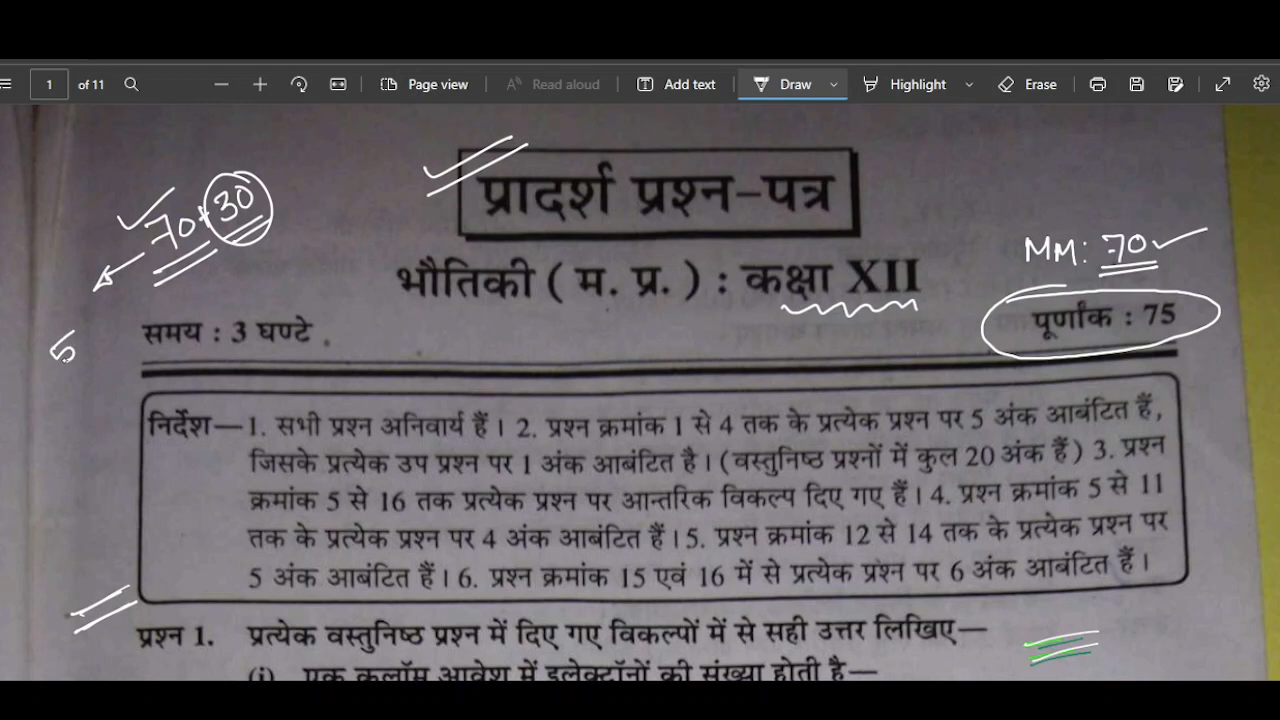 1 of 11 Page view Read aloud Add text Draw Highlight Erase
70+30
प्रादर्श प्रश्न-पत्र
MM: 70
भौतिकी ( म. प्र. ) : कक्षा XII
समय : 3 घण्टे पूर्णांक : 75
5
निर्देश—1. सभी प्रश्न अनिवार्य हैं। 2. प्रश्न क्रमांक 1 से 4 तक के प्रत्येक प्रश्न पर 5 अंक आबंटित हैं,
जिसके प्रत्येक उप प्रश्न पर 1 अंक आबंटित है। (वस्तुनिष्ठ प्रश्नों में कुल 20 अंक हैं) 3. प्रश्न
क्रमांक 5 से 16 तक प्रत्येक प्रश्न पर आन्तरिक विकल्प दिए गए हैं। 4. प्रश्न क्रमांक 5 से 11
तक के प्रत्येक प्रश्न पर 4 अंक आबंटित हैं। 5. प्रश्न क्रमांक 12 से 14 तक के प्रत्येक प्रश्न पर
5 अंक आबंटित हैं। 6. प्रश्न क्रमांक 15 एवं 16 में से प्रत्येक प्रश्न पर 6 अंक आबंटित हैं।
प्रश्न 1. प्रत्येक वस्तुनिष्ठ प्रश्न में दिए गए विकल्पों में से सही उत्तर लिखिए—
(i) एक कूलॉम आवेश में इलेक्ट्रॉनों की संख्या होती है—